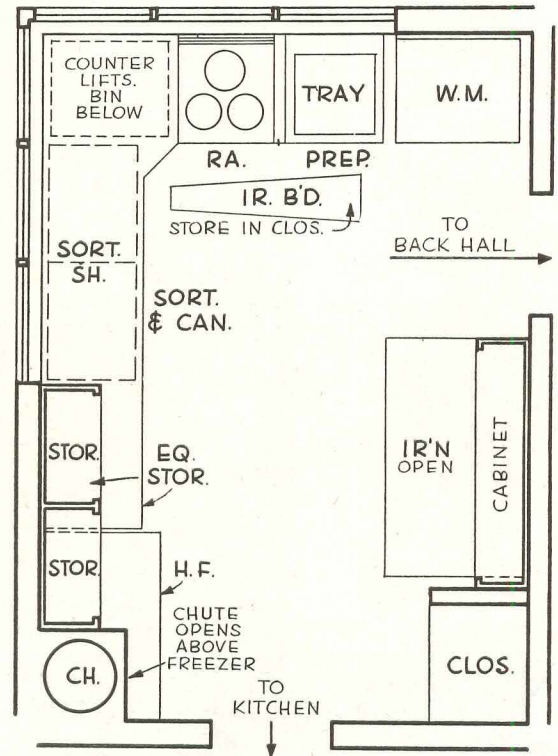 COUNTER
LIFTS.
BIN
BELOW
TRAY
W.M.
RA.
PREP.
IR. B'D.
STORE IN CLOS.
TO
BACK HALL
SORT.
SH.
SORT.
& CAN.
STOR.
EQ.
STOR.
IR'N
OPEN
CABINET
STOR.
H.F.
CHUTE
OPENS
ABOVE
FREEZER
CH.
TO
KITCHEN
CLOS.